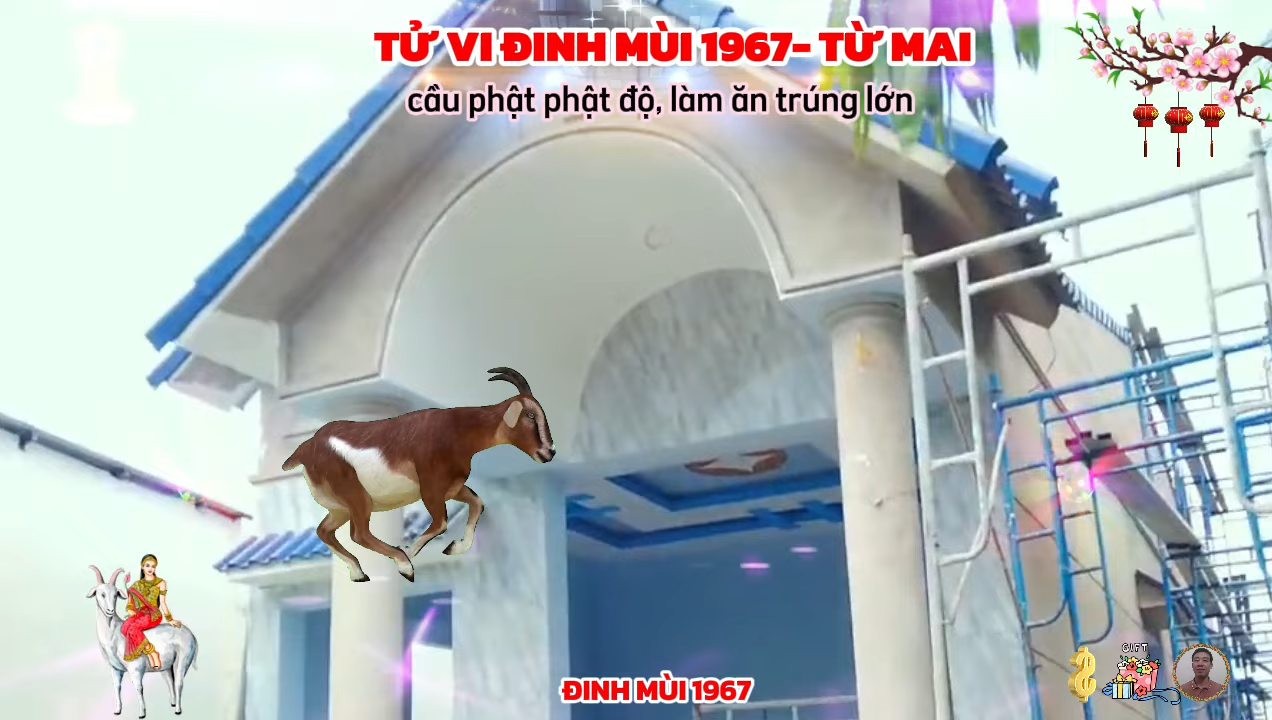 TỬ VI ĐINH MÙI 1967- TỪ MAI
cầu phật phật độ, làm ăn trúng lớn
GIFT
ĐINH MÙI 1967